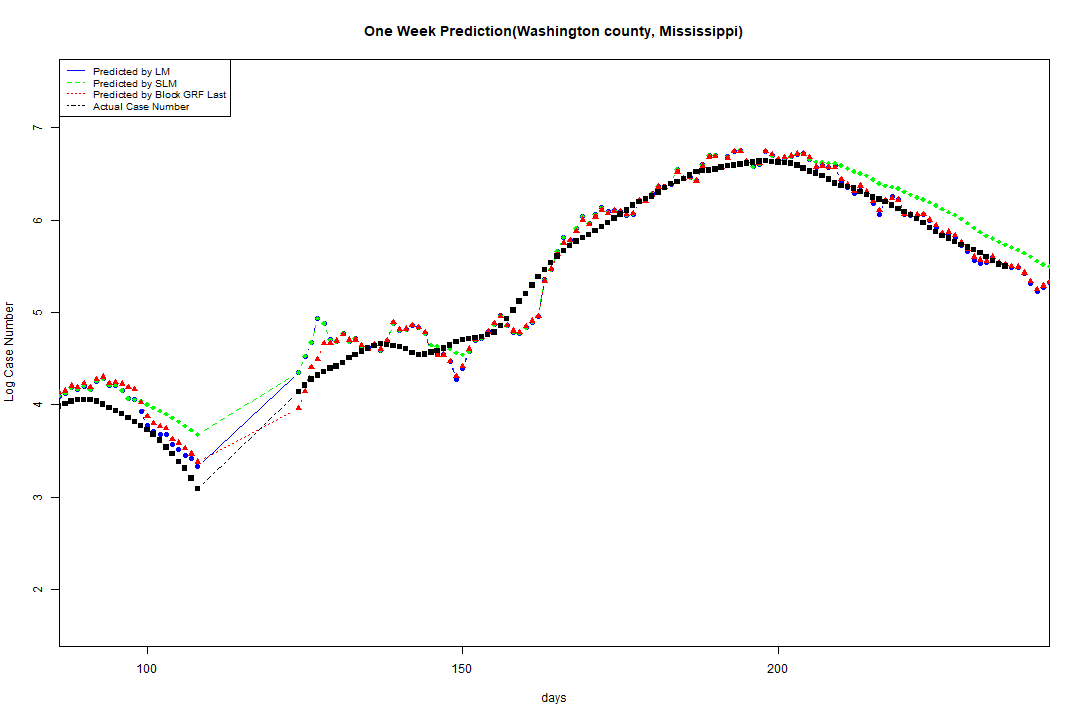 One Week Prediction(Washington county, Mississippi)
Predicted by LM
Predicted by SLM
Predicted by Block GRF Last
Actual Case Number
7
6
5
4
3
2
Log Case Number
100 150 200
days